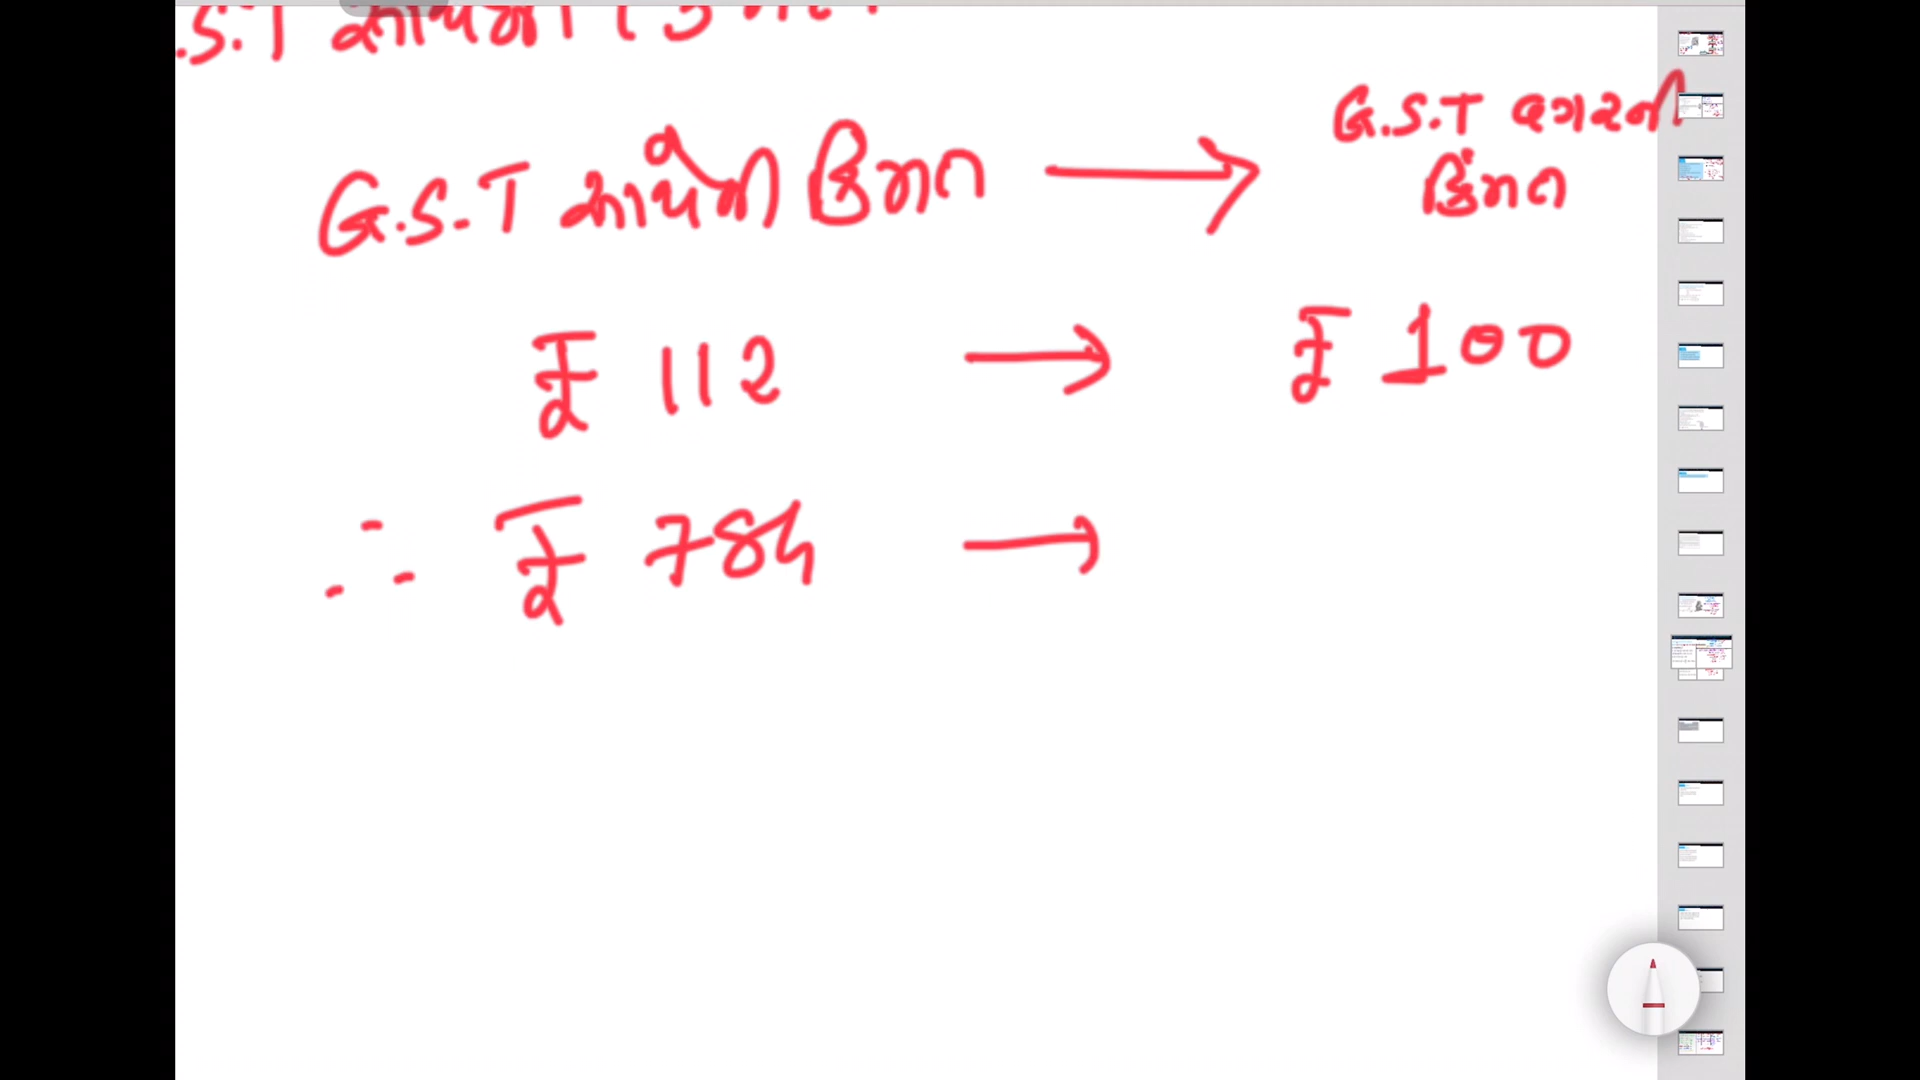 G.S.T સાથેની
G.S.T વગરની
G.S.T સાથેની કિંમત →
કિંમત
₹ 112 → ₹ 100
∴ ₹ 784 →